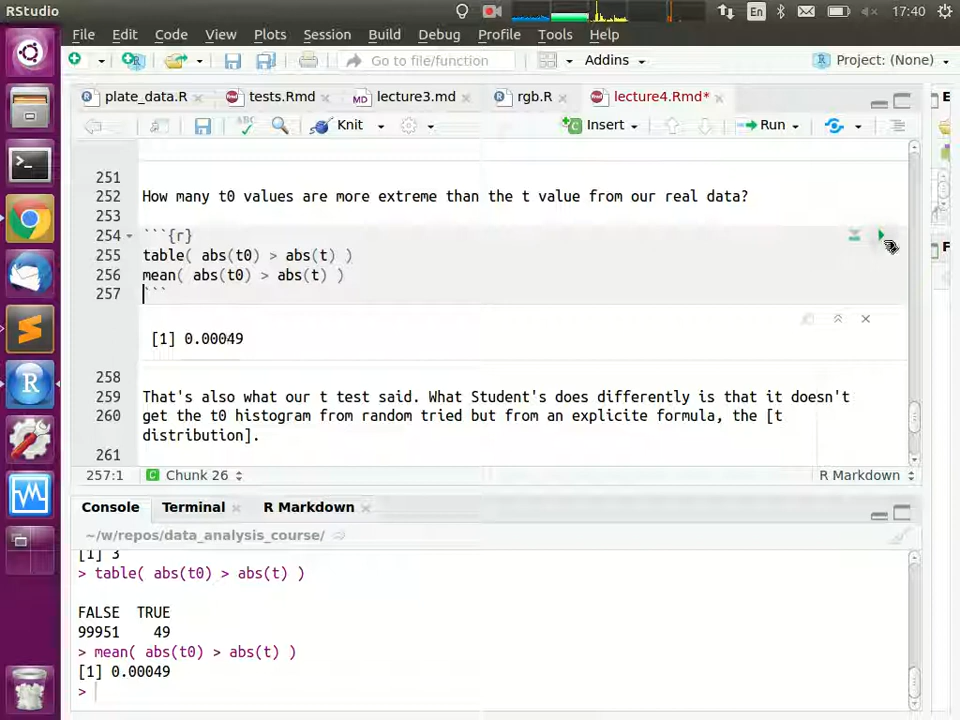 RStudio En 17:40
File Edit Code View Plots Session Build Debug Profile Tools Help
Go to file/function Addins Project: (None)
plate_data.R tests.Rmd lecture3.md rgb.R lecture4.Rmd*
ABC Knit Insert Run
251
252 How many t0 values are more extreme than the t value from our real data?
253
254 ```{r}
255 table( abs(t0) > abs(t) )
256 mean( abs(t0) > abs(t) )
257 ```
[1] 0.00049
258
259 That's also what our t test said. What Student's does differently is that it doesn't
260 get the t0 histogram from random tried but from an explicite formula, the [t
distribution].
261
257:1 Chunk 26 R Markdown
Console Terminal R Markdown
~/w/repos/data_analysis_course/
[1] 3
> table( abs(t0) > abs(t) )
FALSE TRUE
99951 49
> mean( abs(t0) > abs(t) )
[1] 0.00049
>